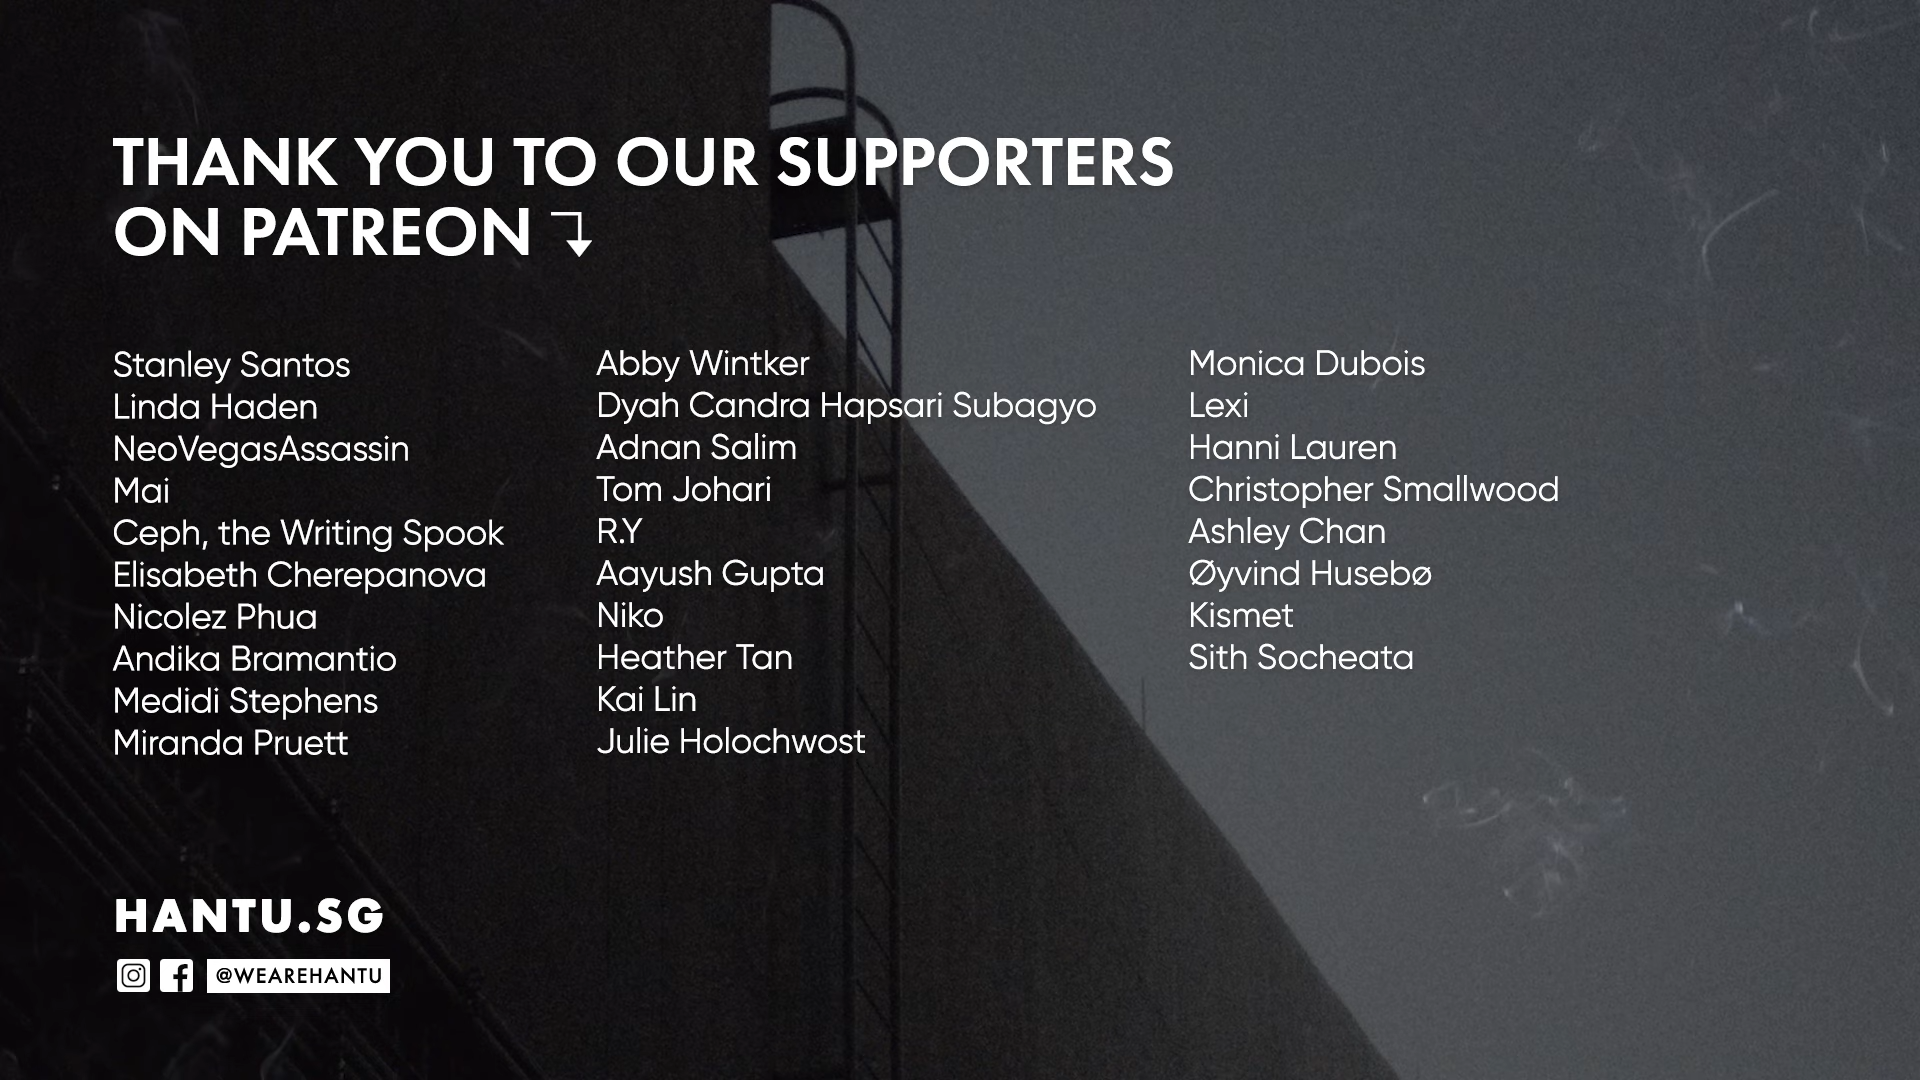 THANK YOU TO OUR SUPPORTERS
ON PATREON
Stanley Santos
Linda Haden
NeoVegasAssassin
Mai
Ceph, the Writing Spook
Elisabeth Cherepanova
Nicolez Phua
Andika Bramantio
Medidi Stephens
Miranda Pruett
Abby Wintker
Dyah Candra Hapsari Subagyo
Adnan Salim
Tom Johari
R.Y
Aayush Gupta
Niko
Heather Tan
Kai Lin
Julie Holochwost
Monica Dubois
Lexi
Hanni Lauren
Christopher Smallwood
Ashley Chan
Øyvind Husebø
Kismet
Sith Socheata
HANTU.SG
@WEAREHANTU